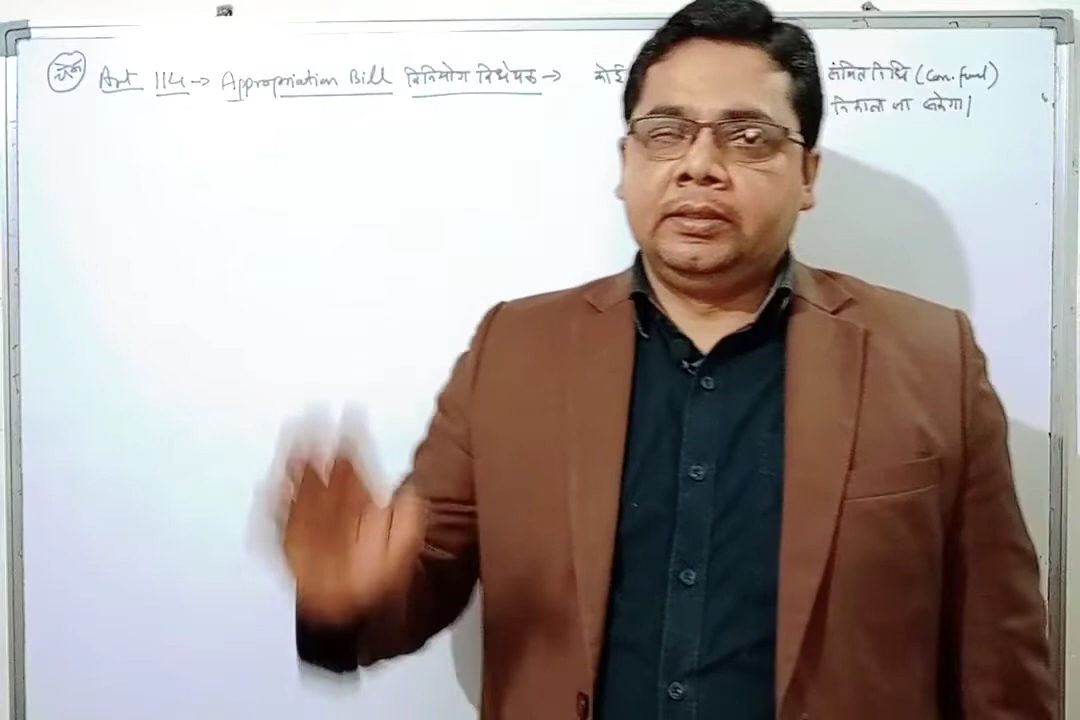 Art 114 → Appropriation Bill विनियोग विधेयक → कोई संचित निधि (Con. Fund)
निकाला जा सकेगा।